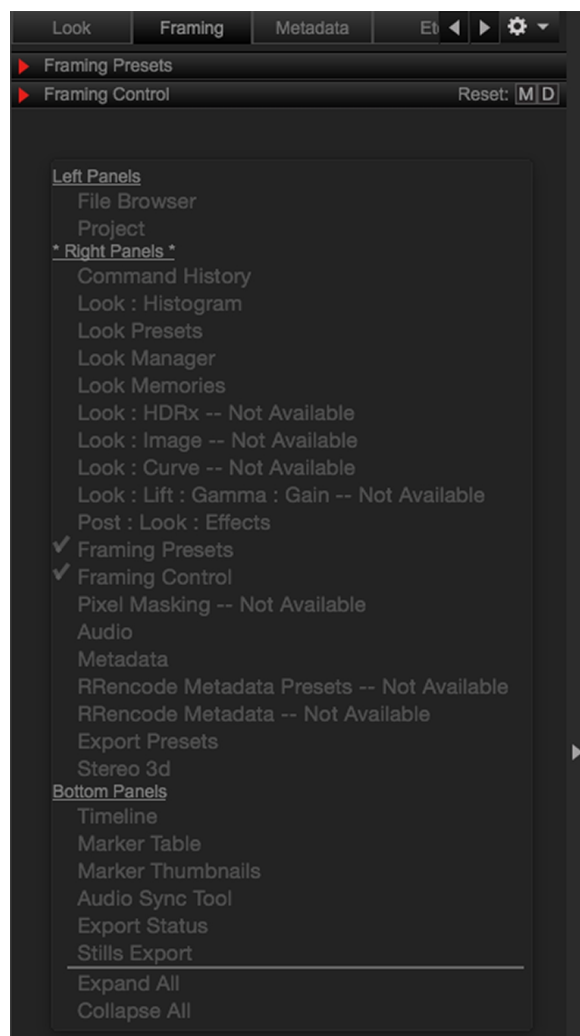 Look Framing Metadata Et
Framing Presets
Framing Control Reset: M D
Left Panels
File Browser
Project
* Right Panels *
Command History
Look : Histogram
Look Presets
Look Manager
Look Memories
Look : HDRx -- Not Available
Look : Image -- Not Available
Look : Curve -- Not Available
Look : Lift : Gamma : Gain -- Not Available
Post : Look : Effects
Framing Presets
Framing Control
Pixel Masking -- Not Available
Audio
Metadata
RRencode Metadata Presets -- Not Available
RRencode Metadata -- Not Available
Export Presets
Stereo 3d
Bottom Panels
Timeline
Marker Table
Marker Thumbnails
Audio Sync Tool
Export Status
Stills Export
Expand All
Collapse All